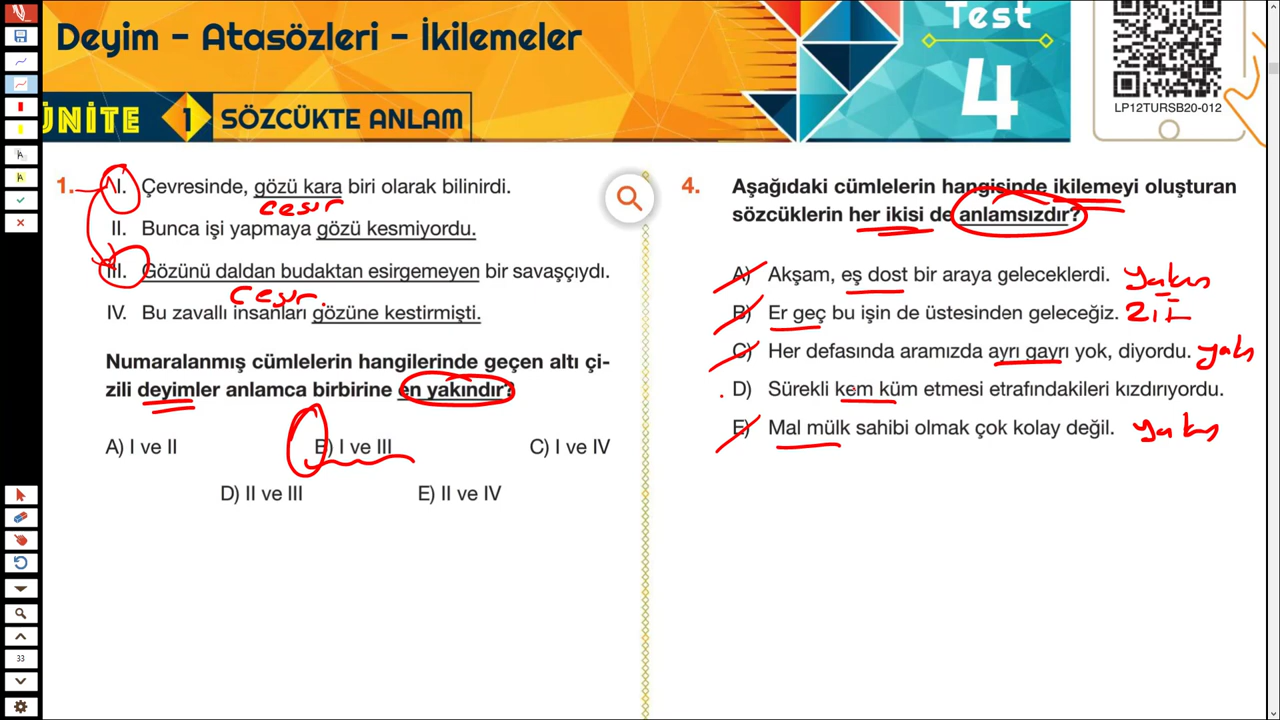 Deyim – Atasözleri – İkilemeler
Test
4
LP12TURSB20-012
ÜNİTE 1 SÖZCÜKTE ANLAM
1. I. Çevresinde, gözü kara biri olarak bilinirdi.
cesur
II. Bunca işi yapmaya gözü kesmiyordu.
III. Gözünü daldan budaktan esirgemeyen bir savaşçıydı.
cesur.
IV. Bu zavallı insanları gözüne kestirmişti.
Numaralanmış cümlelerin hangilerinde geçen altı çi-
zili deyimler anlamca birbirine en yakındır?
A) I ve II
B) I ve III
C) I ve IV
D) II ve III
E) II ve IV
4. Aşağıdaki cümlelerin hangisinde ikilemeyi oluşturan
sözcüklerin her ikisi de anlamsızdır?
A) Akşam, eş dost bir araya geleceklerdi. yakın
B) Er geç bu işin de üstesinden geleceğiz. ZIT
C) Her defasında aramızda ayrı gayrı yok, diyordu.
D) Sürekli kem küm etmesi etrafındakileri kızdırıyordu.
E) Mal mülk sahibi olmak çok kolay değil. yakın
33